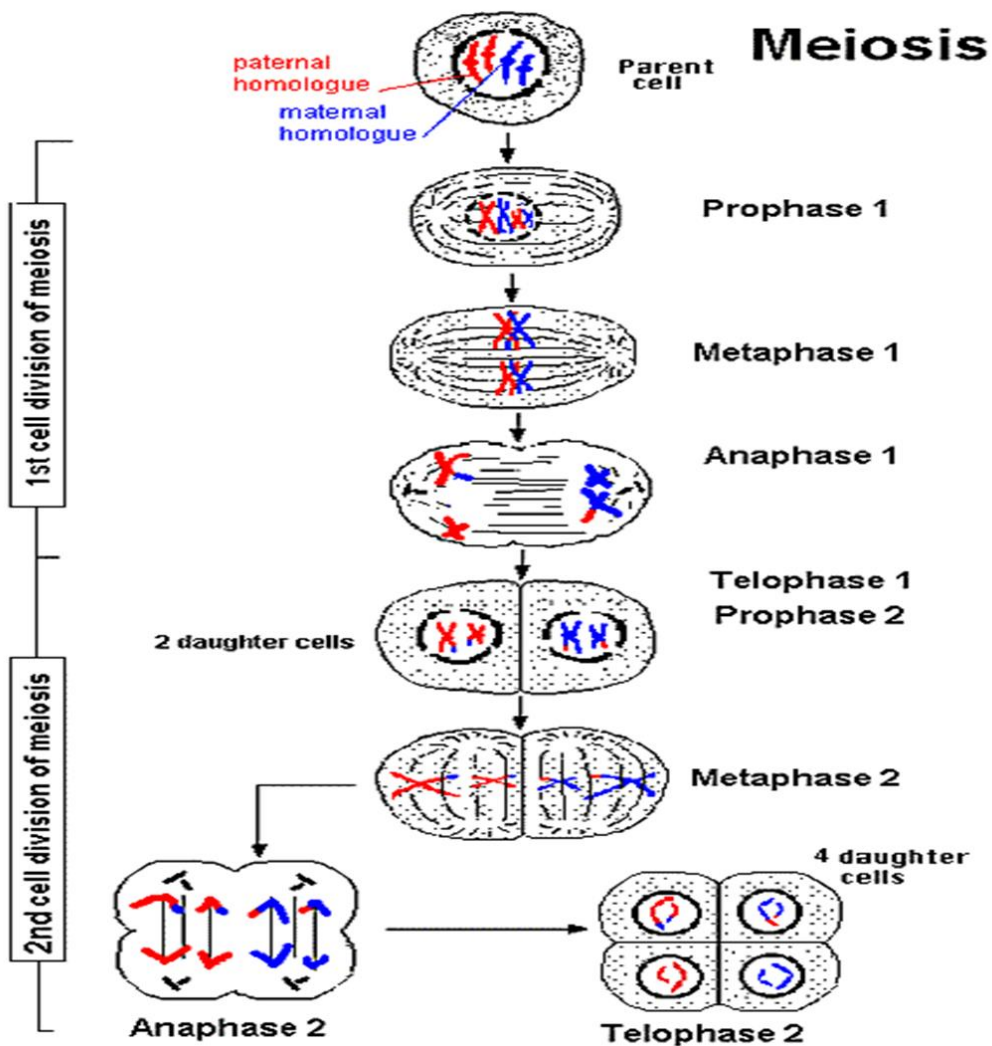 Meiosis
paternal
homologue
maternal
homologue
Parent
cell
1st cell division of meiosis
Prophase 1
Metaphase 1
Anaphase 1
Telophase 1
Prophase 2
2 daughter cells
2nd cell division of meiosis
Metaphase 2
4 daughter
cells
Anaphase 2
Telophase 2